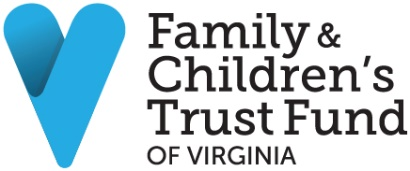 Family &
Children's
Trust Fund
OF VIRGINIA